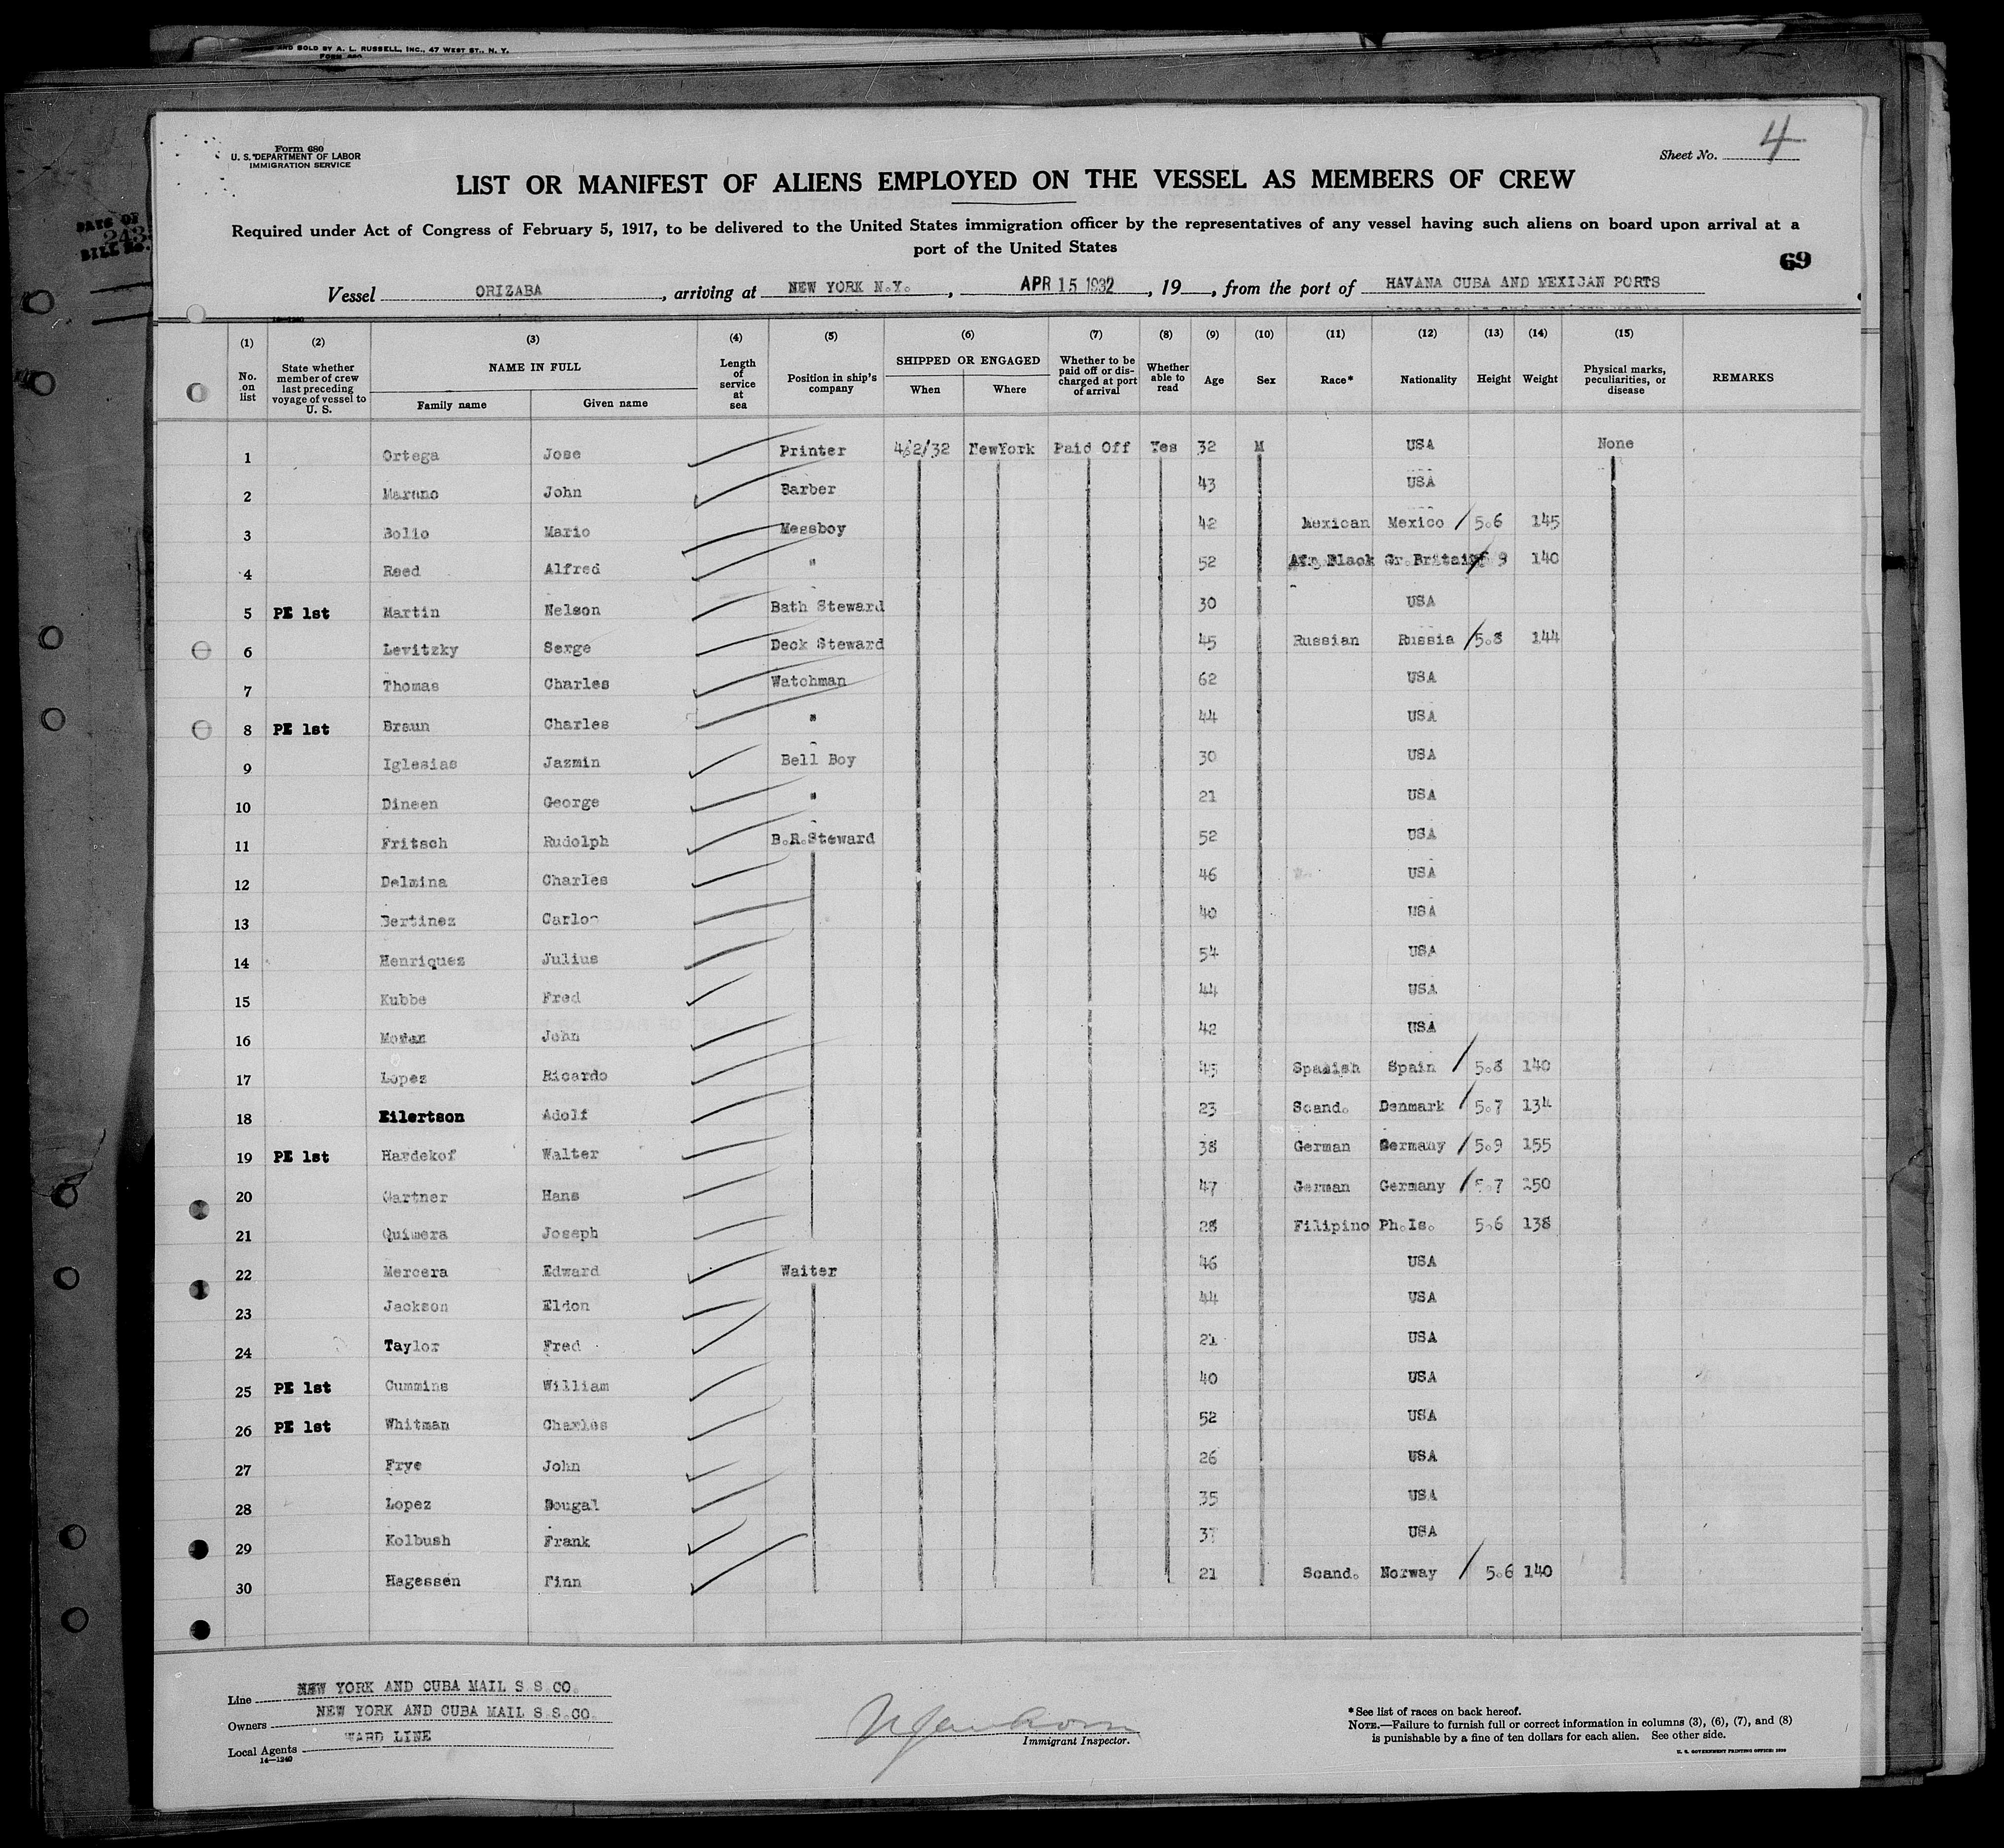 AND SOLD BY A. L. RUSSELL, INC., 47 WEST ST., N. Y.
DAYS OF
243
BILL No.
Form 680
U. S. DEPARTMENT OF LABOR
IMMIGRATION SERVICE
Sheet No. 4
LIST OR MANIFEST OF ALIENS EMPLOYED ON THE VESSEL AS MEMBERS OF CREW
Required under Act of Congress of February 5, 1917, to be delivered to the United States immigration officer by the representatives of any vessel having such aliens on board upon arrival at a
port of the United States
69
Vessel ORIZABA, arriving at NEW YORK N.Y., APR 15 1932, 19, from the port of HAVANA CUBA AND MEXICAN PORTS
(1) (2) (3) (4) (5) (6) (7) (8) (9) (10) (11) (12) (13) (14) (15)
No. on list State whether member of crew last preceding voyage of vessel to U. S. NAME IN FULL Family name Given name Length of service at sea Position in ship's company SHIPPED OR ENGAGED When Where Whether to be paid off or discharged at port of arrival Whether able to read Age Sex Race* Nationality Height Weight Physical marks, peculiarities, or disease REMARKS
1 Ortega Jose Printer 4/2/32 NewYork Paid Off Yes 32 M USA None
2 Marano John Barber 43 USA
3 Bolio Mario Messboy 42 Mexican Mexico 5.6 145
4 Reed Alfred " 52 Afr Black Gr.Britain 9 140
5 PE 1st Martin Nelson Bath Steward 30 USA
6 Levitzky Serge Deck Steward 45 Russian Russia 5.8 144
7 Thomas Charles Watchman 62 USA
8 PE 1st Braun Charles " 44 USA
9 Iglesias Jazmin Bell Boy 30 USA
10 Dineen George " 21 USA
11 Fritsch Rudolph B.R.Steward 52 USA
12 Delmina Charles 46 USA
13 Bertinez Carlos 40 USA
14 Henriquez Julius 54 USA
15 Kubbe Fred 44 USA
16 John 42 USA
17 Lopez Ricardo 45 Spanish Spain 5.8 140
18 Eilertson Adolf 23 Scand. Denmark 5.7 134
19 PE 1st Hardekof Walter 38 German Germany 5.9 155
20 Gartner Hans 47 German Germany 5.7 250
21 Quimera Joseph 28 Filipino Ph.Is. 5.6 138
22 Mercera Edward Waiter 46 USA
23 Jackson Eldon 44 USA
24 Taylor Fred 21 USA
25 PE 1st Cummins William 40 USA
26 PE 1st Whitman Charles 52 USA
27 Frye John 26 USA
28 Lopez Dougal 35 USA
29 Kolbush Frank 37 USA
30 Hagessen Finn 21 Scand. Norway 5.6 140
Line NEW YORK AND CUBA MAIL S.S.CO.
Owners NEW YORK AND CUBA MAIL S.S.CO.
Local Agents WARD LINE
14—1240
Immigrant Inspector.
*See list of races on back hereof.
NOTE.—Failure to furnish full or correct information in columns (3), (6), (7), and (8)
is punishable by a fine of ten dollars for each alien. See other side.